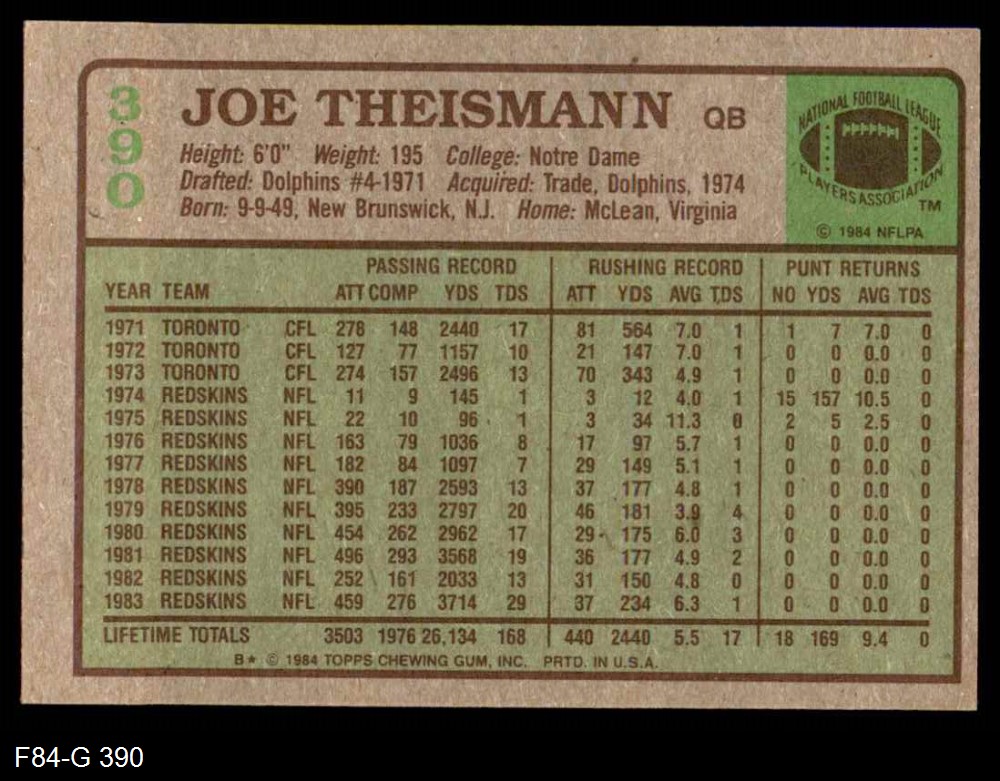 390
JOE THEISMANN QB
Height: 6'0" Weight: 195 College: Notre Dame
Drafted: Dolphins #4-1971 Acquired: Trade, Dolphins, 1974
Born: 9-9-49, New Brunswick, N.J. Home: McLean, Virginia
NATIONAL FOOTBALL LEAGUE
PLAYERS ASSOCIATION
TM
© 1984 NFLPA
PASSING RECORD RUSHING RECORD PUNT RETURNS
YEAR TEAM ATT COMP YDS TDS ATT YDS AVG TDS NO YDS AVG TDS
1971 TORONTO CFL 278 148 2440 17 81 564 7.0 1 1 7 7.0 0
1972 TORONTO CFL 127 77 1157 10 21 147 7.0 1 0 0 0.0 0
1973 TORONTO CFL 274 157 2496 13 70 343 4.9 1 0 0 0.0 0
1974 REDSKINS NFL 11 9 145 1 3 12 4.0 1 15 157 10.5 0
1975 REDSKINS NFL 22 10 96 1 3 34 11.3 0 2 5 2.5 0
1976 REDSKINS NFL 163 79 1036 8 17 97 5.7 1 0 0 0.0 0
1977 REDSKINS NFL 182 84 1097 7 29 149 5.1 1 0 0 0.0 0
1978 REDSKINS NFL 390 187 2593 13 37 177 4.8 1 0 0 0.0 0
1979 REDSKINS NFL 395 233 2797 20 46 181 3.9 4 0 0 0.0 0
1980 REDSKINS NFL 454 262 2962 17 29 175 6.0 3 0 0 0.0 0
1981 REDSKINS NFL 496 293 3568 19 36 177 4.9 2 0 0 0.0 0
1982 REDSKINS NFL 252 161 2033 13 31 150 4.8 0 0 0 0.0 0
1983 REDSKINS NFL 459 276 3714 29 37 234 6.3 1 0 0 0.0 0
LIFETIME TOTALS 3503 1976 26,134 168 440 2440 5.5 17 18 169 9.4 0
B* © 1984 TOPPS CHEWING GUM, INC. PRTD. IN U.S.A.
F84-G 390